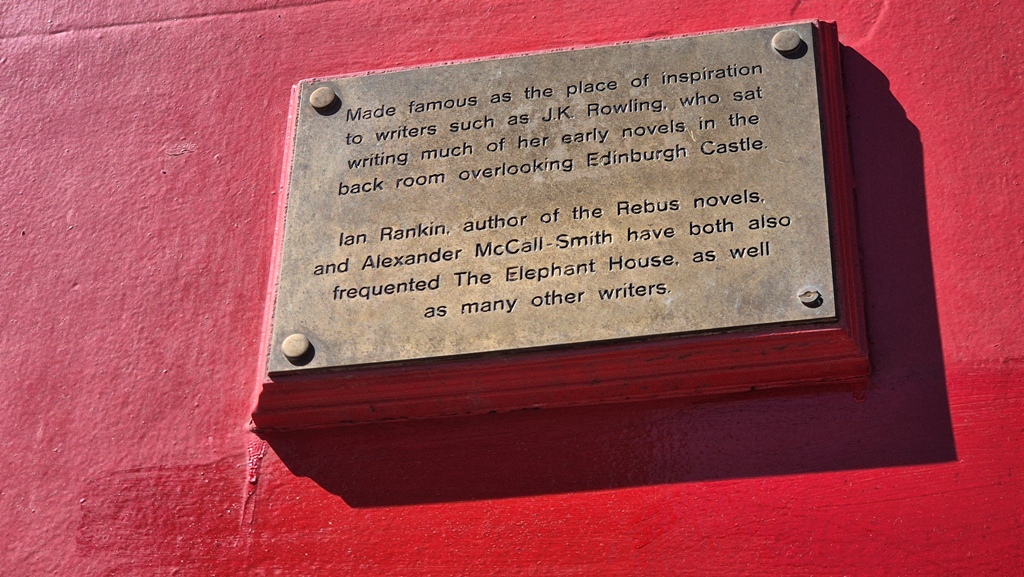 Made famous as the place of inspiration
to writers such as J.K. Rowling, who sat
writing much of her early novels in the
back room overlooking Edinburgh Castle.
Ian Rankin, author of the Rebus novels,
and Alexander McCall-Smith have both also
frequented The Elephant House, as well
as many other writers.